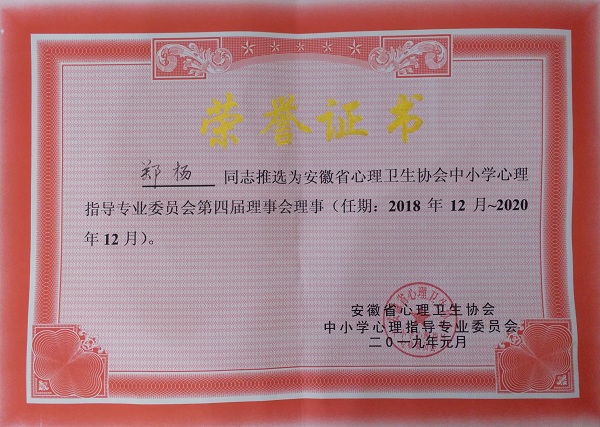 荣誉证书
郑杨 同志推选为安徽省心理卫生协会中小学心理
指导专业委员会第四届理事会理事（任期：2018 年 12 月~2020
年 12 月）。
安徽省心理卫生协会
中小学心理指导专业委员会
二0一九年元月